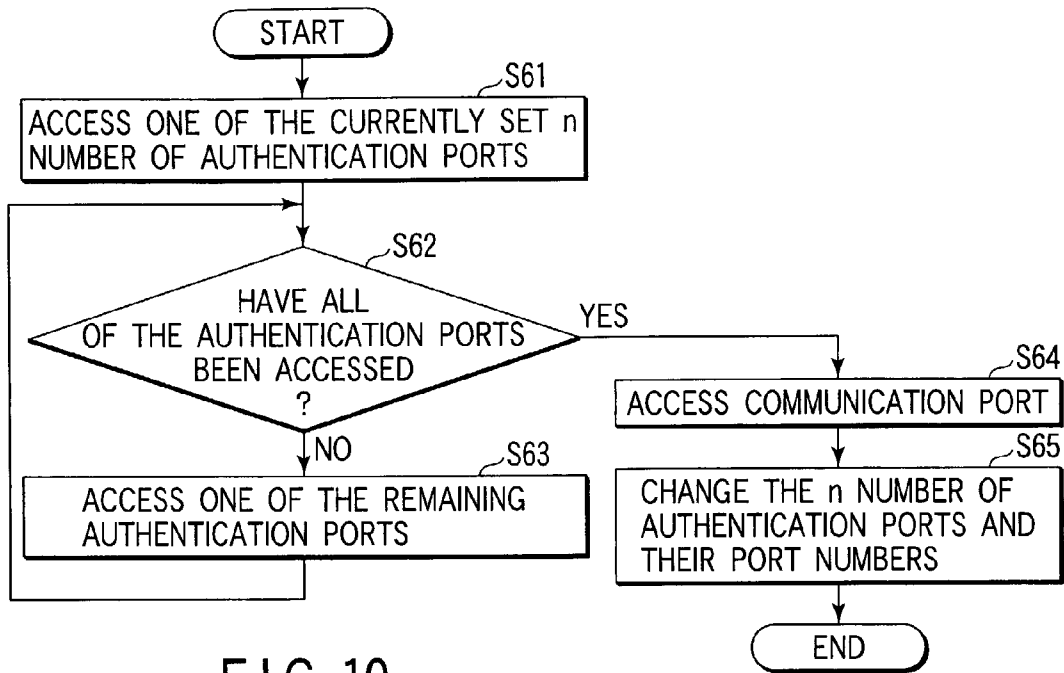 START
S61
ACCESS ONE OF THE CURRENTLY SET n
NUMBER OF AUTHENTICATION PORTS
S62
HAVE ALL
OF THE AUTHENTICATION PORTS
BEEN ACCESSED
?
YES
NO
S63
ACCESS ONE OF THE REMAINING
AUTHENTICATION PORTS
S64
ACCESS COMMUNICATION PORT
S65
CHANGE THE n NUMBER OF
AUTHENTICATION PORTS AND
THEIR PORT NUMBERS
END